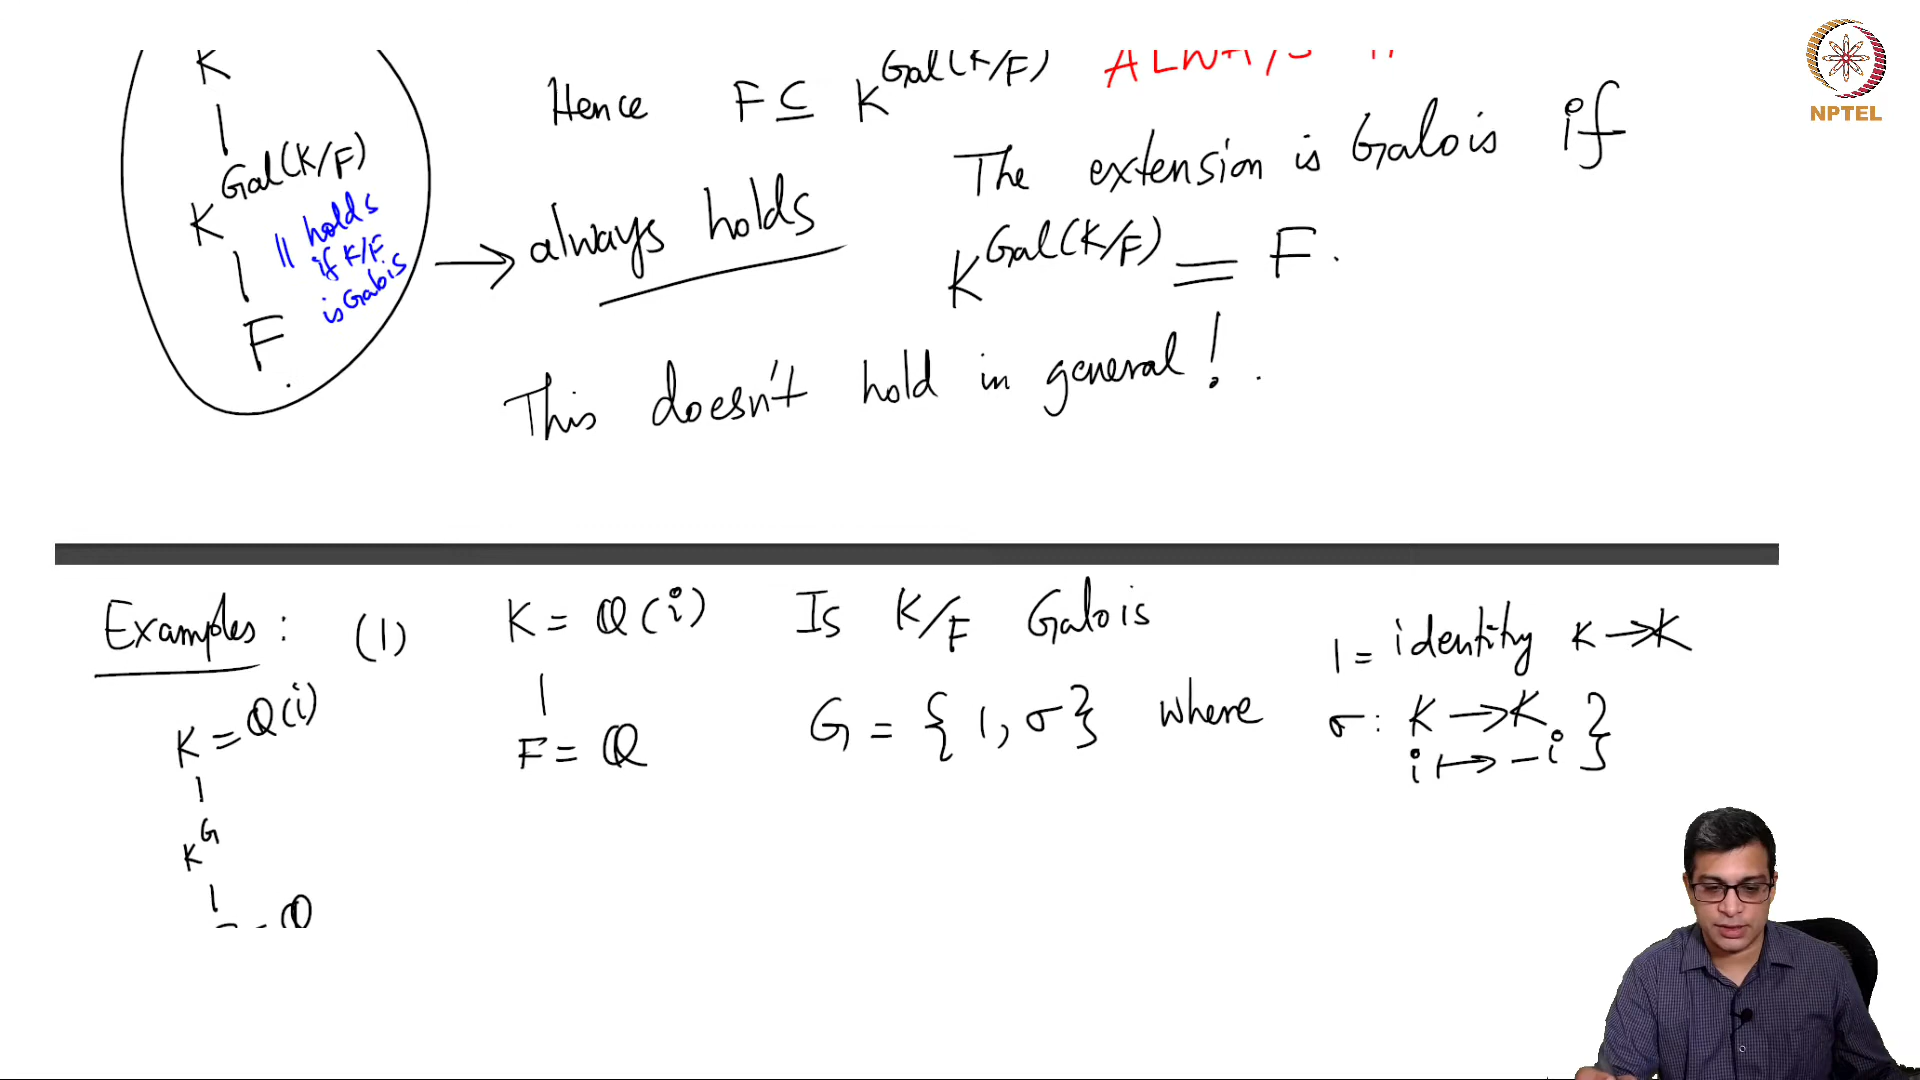 K
Hence F ⊆ K^Gal(K/F) ALWAYS
The extension is Galois if
K^Gal(K/F)
|| holds if K/F is Galois
→ always holds
K^Gal(K/F) = F.
F
This doesn't hold in general!
NPTEL
Examples: (1) K = ℚ(i) Is K/F Galois
1 = identity K → K
K = ℚ(i)
F = ℚ
G = {1, σ} where σ: K → K, i ↦ -i}
K^G
F = ℚ